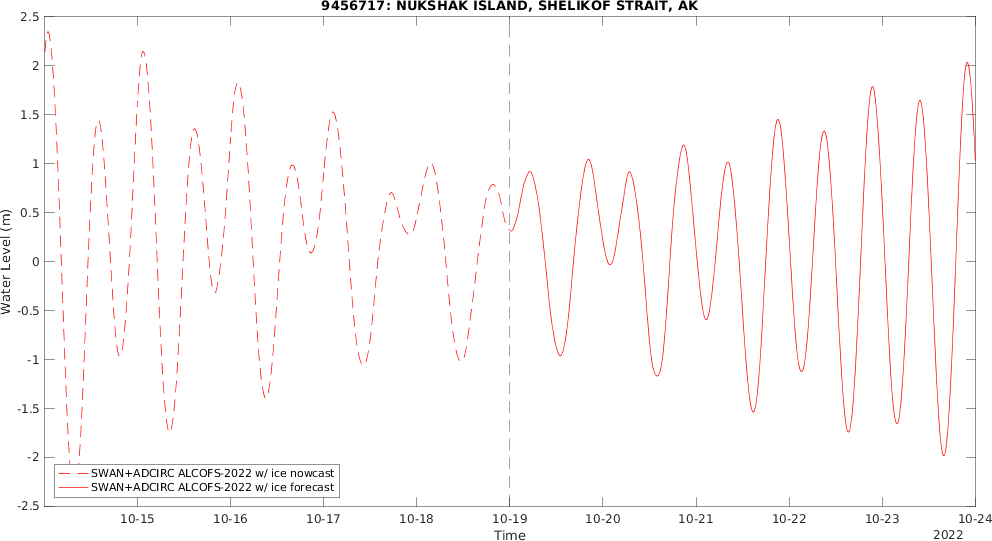 9456717: NUKSHAK ISLAND, SHELIKOF STRAIT, AK
Water Level (m)
2.5
2
1.5
1
0.5
0
-0.5
-1
-1.5
-2
-2.5
SWAN+ADCIRC ALCOFS-2022 w/ ice nowcast
SWAN+ADCIRC ALCOFS-2022 w/ ice forecast
10-15 10-16 10-17 10-18 10-19 10-20 10-21 10-22 10-23 10-24
Time
2022